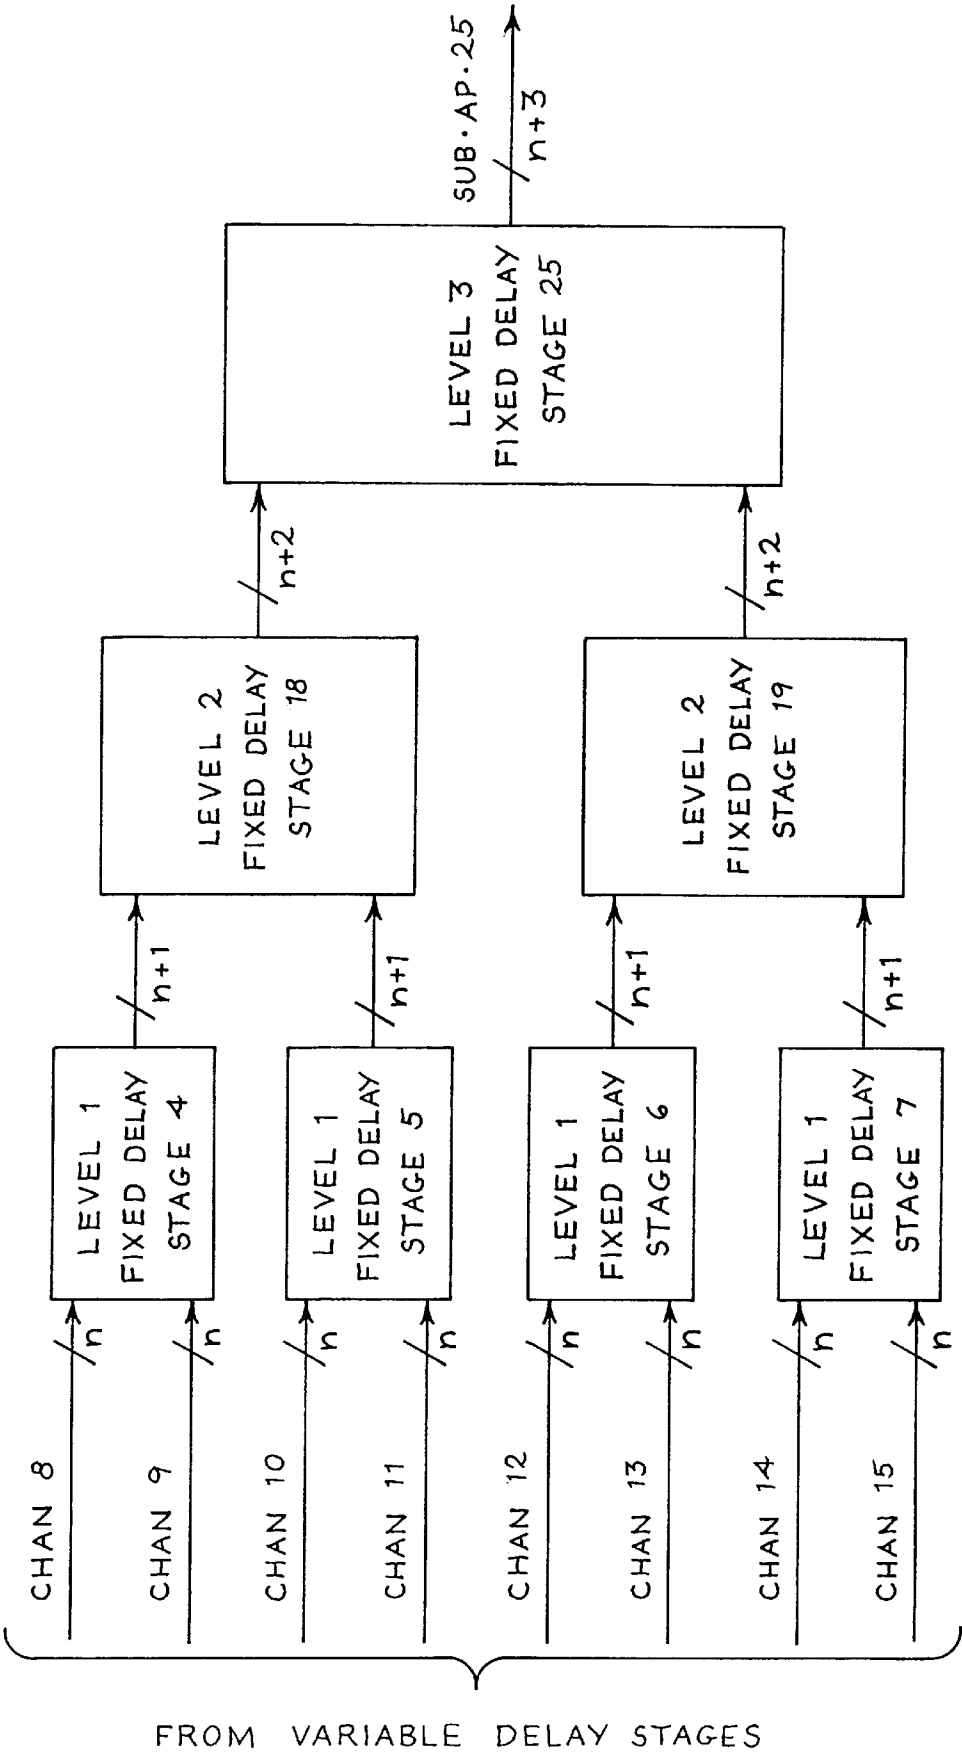 SUB·AP·25
n+3
LEVEL 3
FIXED DELAY
STAGE 25
n+2
n+2
LEVEL 2
FIXED DELAY
STAGE 18
LEVEL 2
FIXED DELAY
STAGE 19
n+1
n+1
n+1
n+1
LEVEL 1
FIXED DELAY
STAGE 4
LEVEL 1
FIXED DELAY
STAGE 5
LEVEL 1
FIXED DELAY
STAGE 6
LEVEL 1
FIXED DELAY
STAGE 7
n
n
n
n
n
n
n
n
CHAN 8
CHAN 9
CHAN 10
CHAN 11
CHAN 12
CHAN 13
CHAN 14
CHAN 15
FROM VARIABLE DELAY STAGES